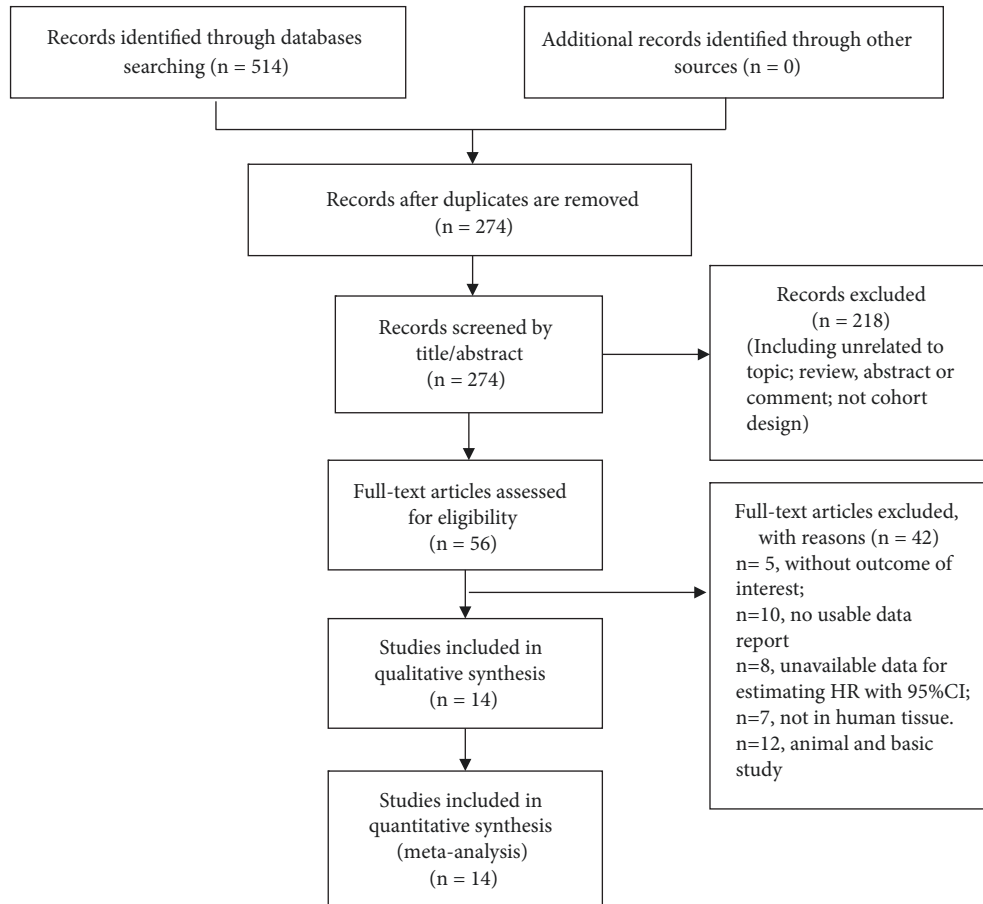 Records identified through databases
searching (n = 514)
Additional records identified through other
sources (n = 0)
Records after duplicates are removed
(n = 274)
Records screened by
title/abstract
(n = 274)
Records excluded
(n = 218)
(Including unrelated to
topic; review, abstract or
comment; not cohort
design)
Full-text articles assessed
for eligibility
(n = 56)
Full-text articles excluded,
with reasons (n = 42)
n= 5, without outcome of
interest;
n=10, no usable data
report
n=8, unavailable data for
estimating HR with 95%CI;
n=7, not in human tissue.
n=12, animal and basic
study
Studies included in
qualitative synthesis
(n = 14)
Studies included in
quantitative synthesis
(meta-analysis)
(n = 14)